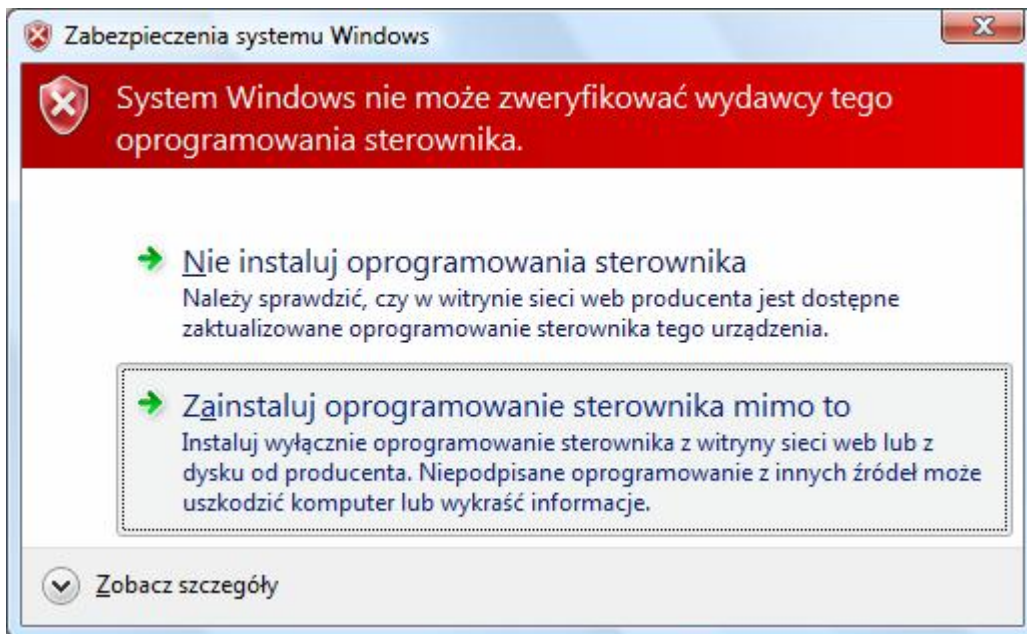 Zabezpieczenia systemu Windows
System Windows nie może zweryfikować wydawcy tego
oprogramowania sterownika.
Nie instaluj oprogramowania sterownika
Należy sprawdzić, czy w witrynie sieci web producenta jest dostępne
zaktualizowane oprogramowanie sterownika tego urządzenia.
Zainstaluj oprogramowanie sterownika mimo to
Instaluj wyłącznie oprogramowanie sterownika z witryny sieci web lub z
dysku od producenta. Niepodpisane oprogramowanie z innych źródeł może
uszkodzić komputer lub wykraść informacje.
Zobacz szczegóły